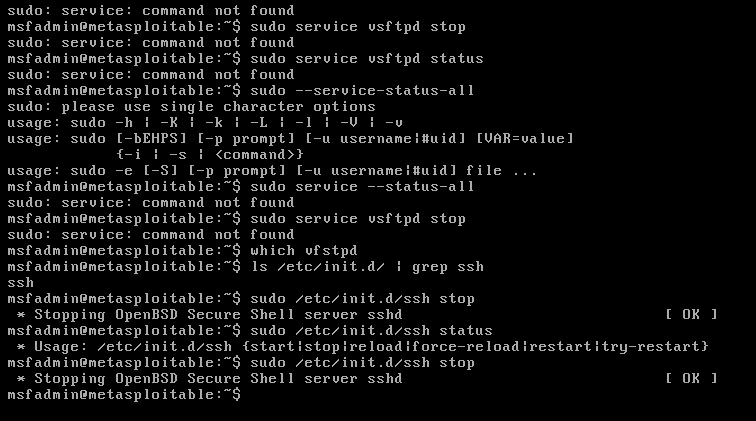 sudo: service: command not found
msfadmin@metasploitable:~$ sudo service vsftpd stop
sudo: service: command not found
msfadmin@metasploitable:~$ sudo service vsftpd status
sudo: service: command not found
msfadmin@metasploitable:~$ sudo --service-status-all
sudo: please use single character options
usage: sudo -h | -K | -k | -L | -l | -V | -v
usage: sudo [-bEHPS] [-p prompt] [-u username|#uid] [VAR=value]
            {-i | -s | <command>}
usage: sudo -e [-S] [-p prompt] [-u username|#uid] file ...
msfadmin@metasploitable:~$ sudo service --status-all
sudo: service: command not found
msfadmin@metasploitable:~$ sudo service vsftpd stop
sudo: service: command not found
msfadmin@metasploitable:~$ which vfstpd
msfadmin@metasploitable:~$ ls /etc/init.d/ | grep ssh
ssh
msfadmin@metasploitable:~$ sudo /etc/init.d/ssh stop
 * Stopping OpenBSD Secure Shell server sshd                             [ OK ]
msfadmin@metasploitable:~$ sudo /etc/init.d/ssh status
 * Usage: /etc/init.d/ssh {start|stop|reload|force-reload|restart|try-restart}
msfadmin@metasploitable:~$ sudo /etc/init.d/ssh stop
 * Stopping OpenBSD Secure Shell server sshd                             [ OK ]
msfadmin@metasploitable:~$